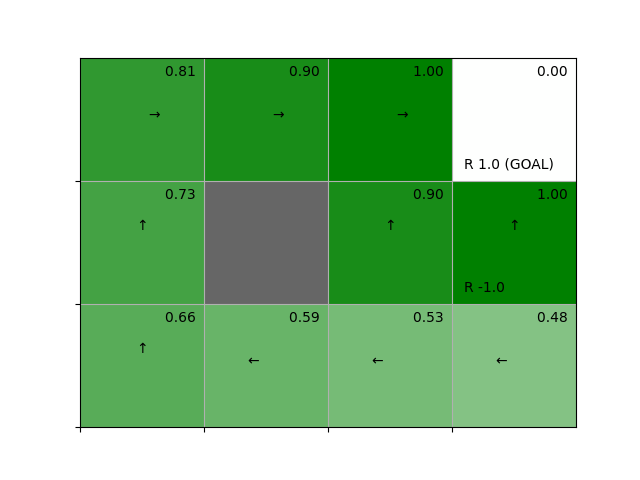 0.81 0.90 1.00 0.00
→ → →
R 1.0 (GOAL)
0.73 0.90 1.00
↑ ↑ ↑
R -1.0
0.66 0.59 0.53 0.48
↑ ← ← ←